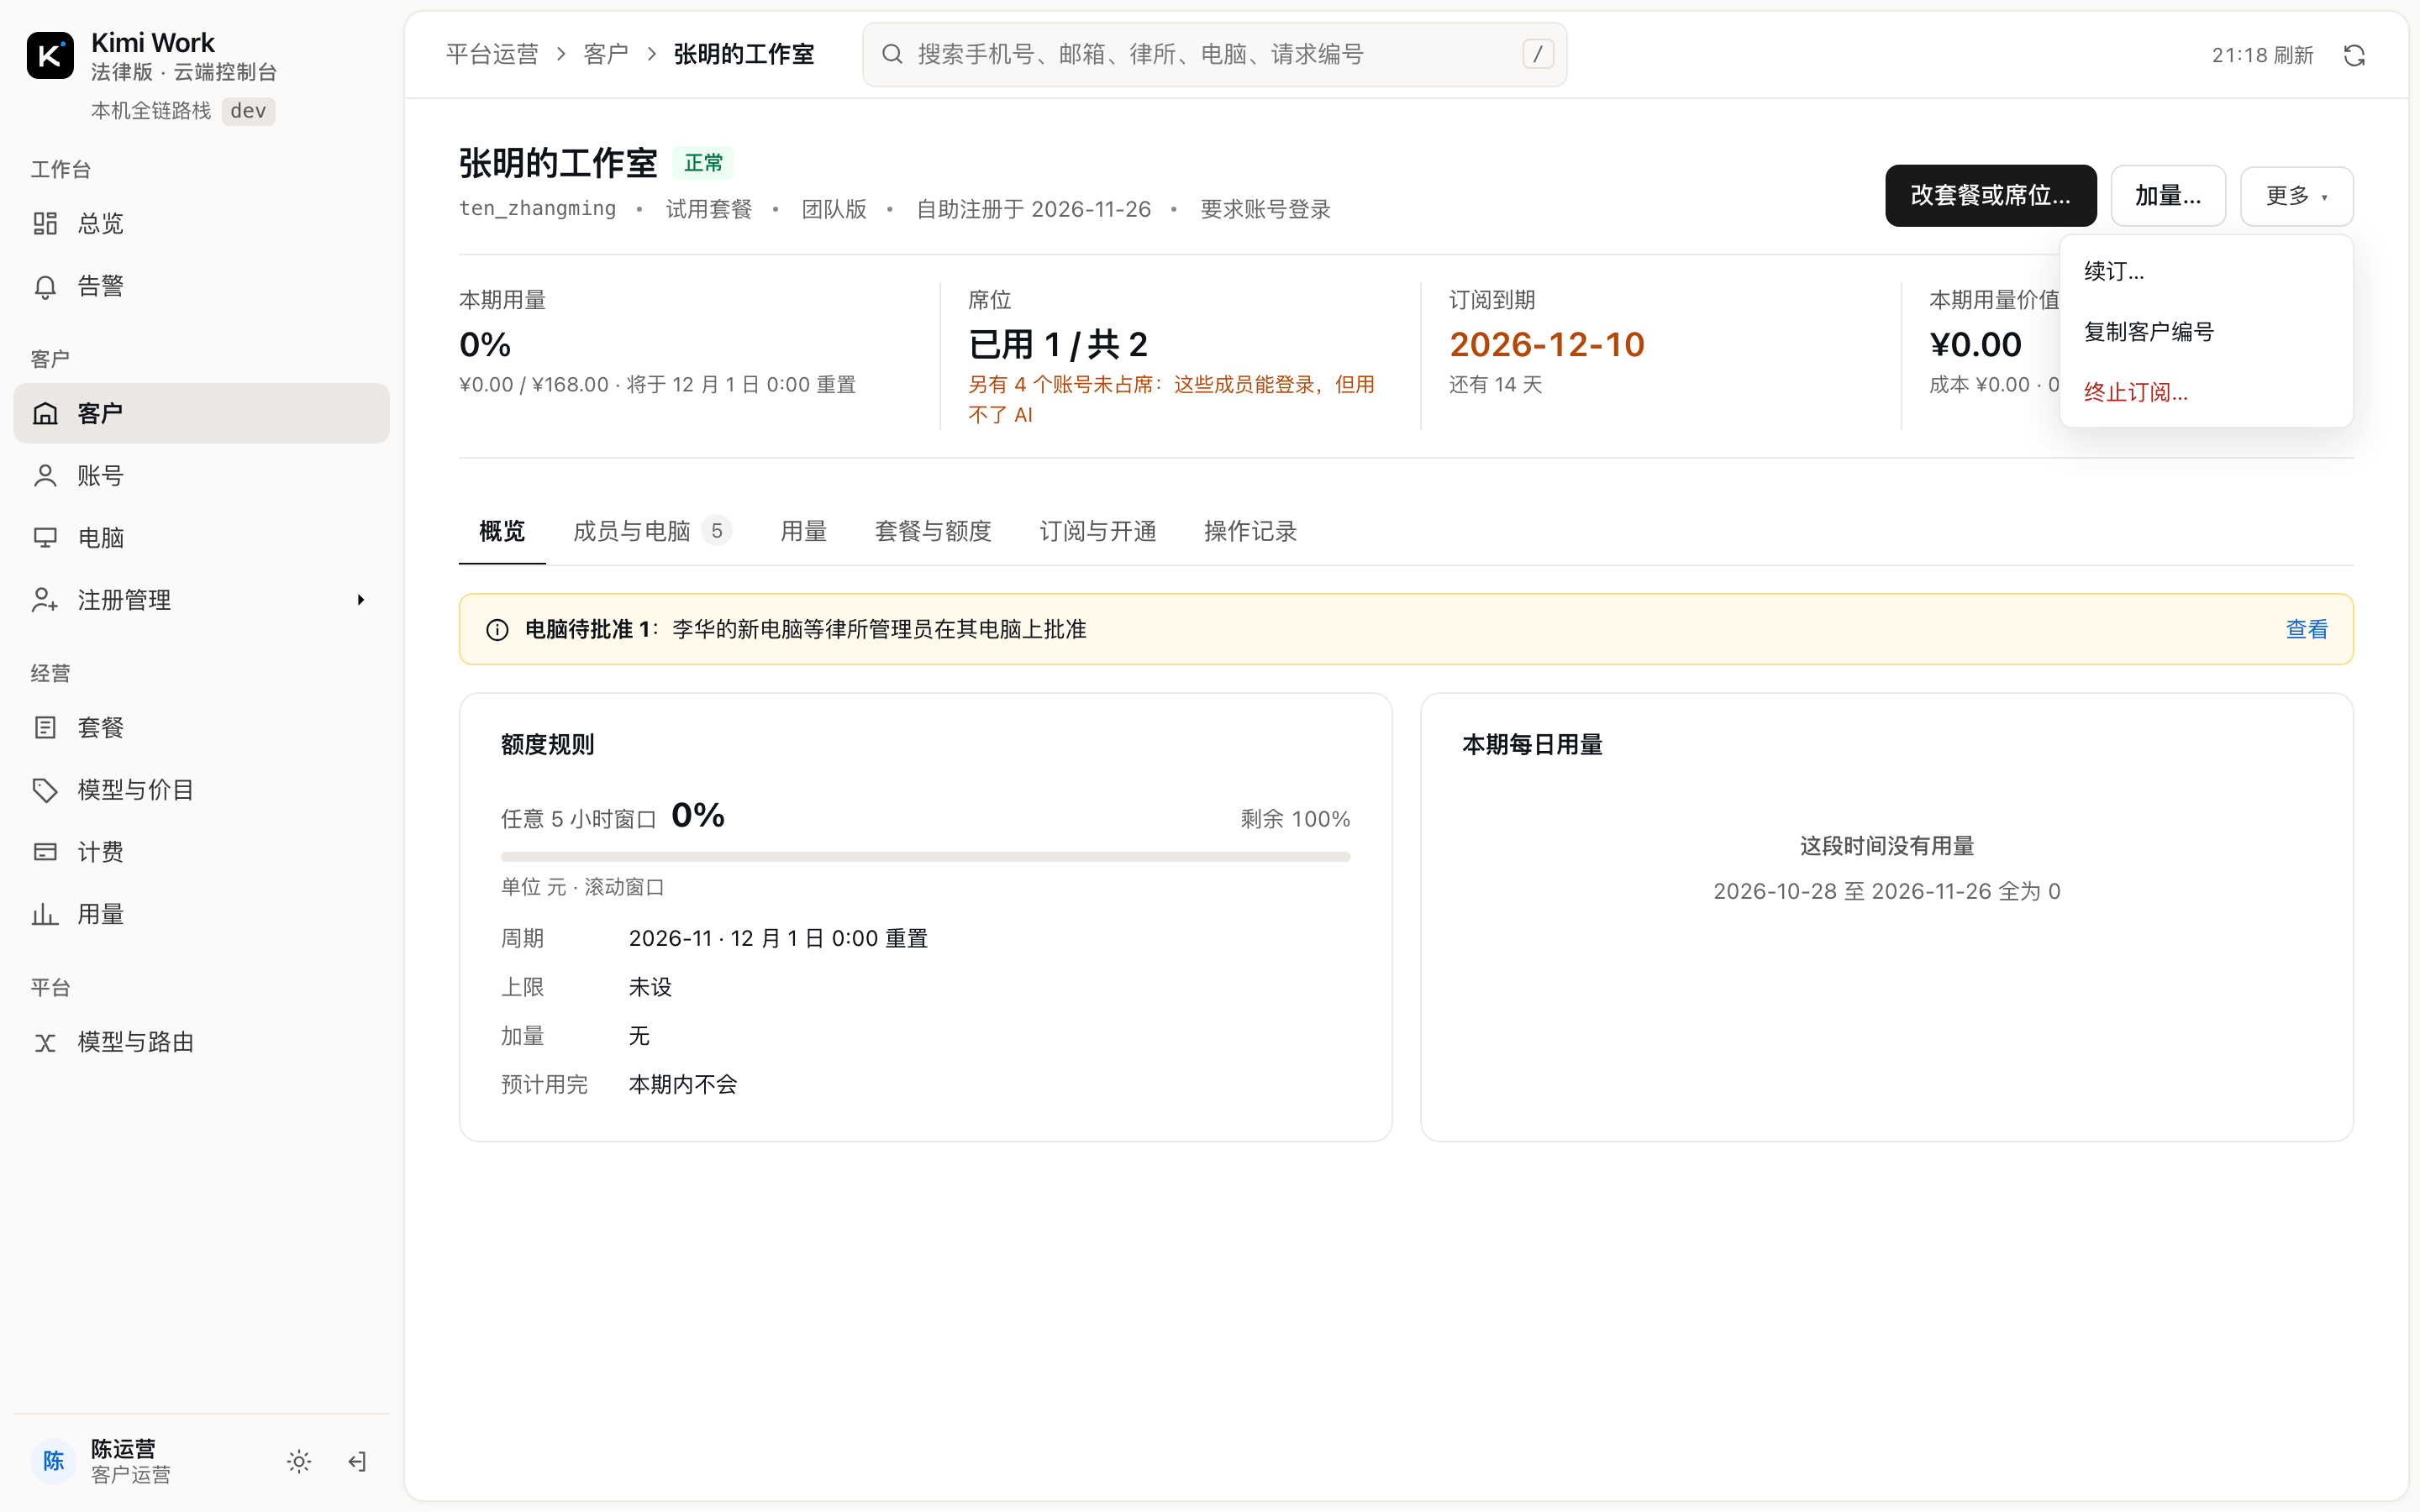 Kimi Work
法律版 · 云端控制台
本机全链路栈 dev
工作台
总览
告警
客户
客户
账号
电脑
注册管理
经营
套餐
模型与价目
计费
用量
平台
模型与路由
陈
陈运营
客户运营
平台运营 > 客户 > 张明的工作室
搜索手机号、邮箱、律所、电脑、请求编号 /
21:18 刷新
张明的工作室 正常
ten_zhangming • 试用套餐 • 团队版 • 自助注册于 2026-11-26 • 要求账号登录
改套餐或席位... 加量... 更多
续订...
复制客户编号
终止订阅...
本期用量
0%
¥0.00 / ¥168.00 · 将于 12 月 1 日 0:00 重置
席位
已用 1 / 共 2
另有 4 个账号未占席：这些成员能登录，但用
不了 AI
订阅到期
2026-12-10
还有 14 天
本期用量价值
¥0.00
成本 ¥0.00 · 0
概览 成员与电脑 5 用量 套餐与额度 订阅与开通 操作记录
电脑待批准 1：李华的新电脑等律所管理员在其电脑上批准 查看
额度规则
任意 5 小时窗口 0% 剩余 100%
单位 元 · 滚动窗口
周期 2026-11 · 12 月 1 日 0:00 重置
上限 未设
加量 无
预计用完 本期内不会
本期每日用量
这段时间没有用量
2026-10-28 至 2026-11-26 全为 0